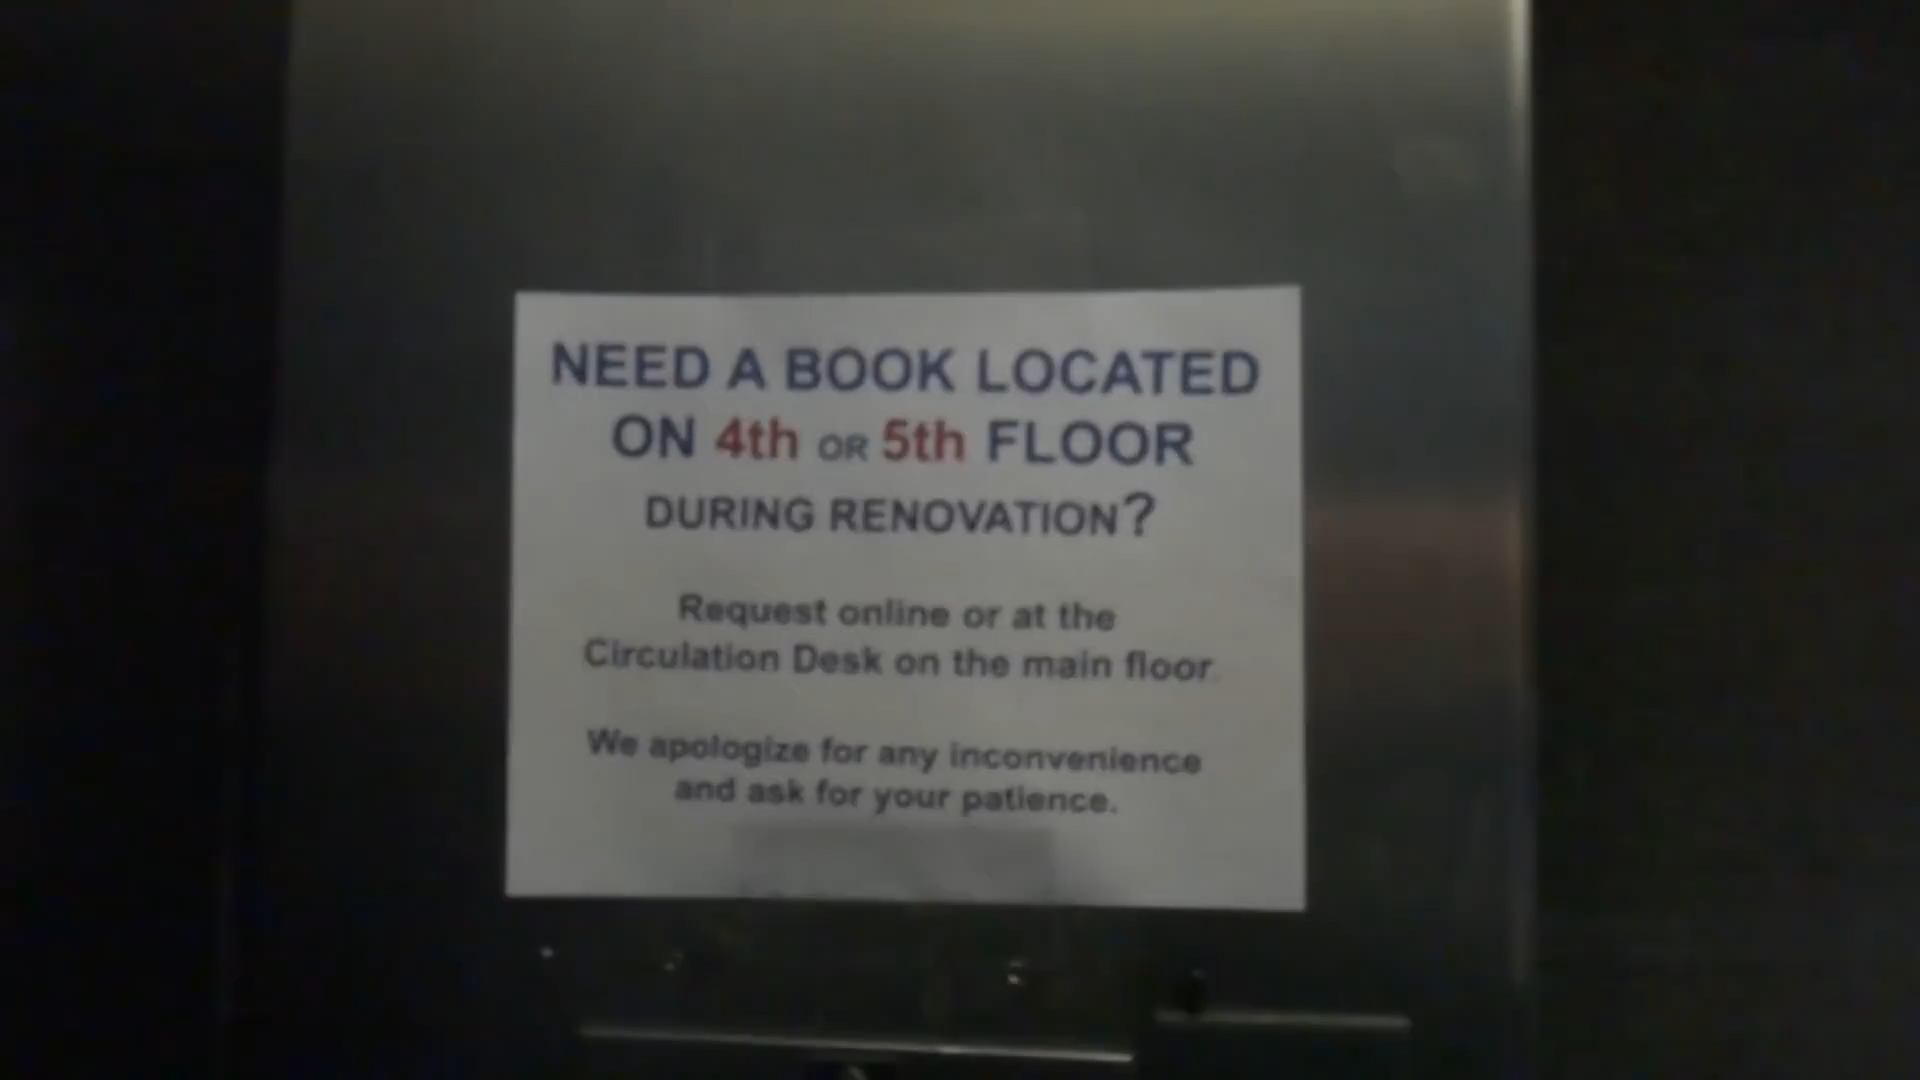 NEED A BOOK LOCATED
ON 4th OR 5th FLOOR
DURING RENOVATION?
Request online or at the
Circulation Desk on the main floor.
We apologize for any inconvenience
and ask for your patience.